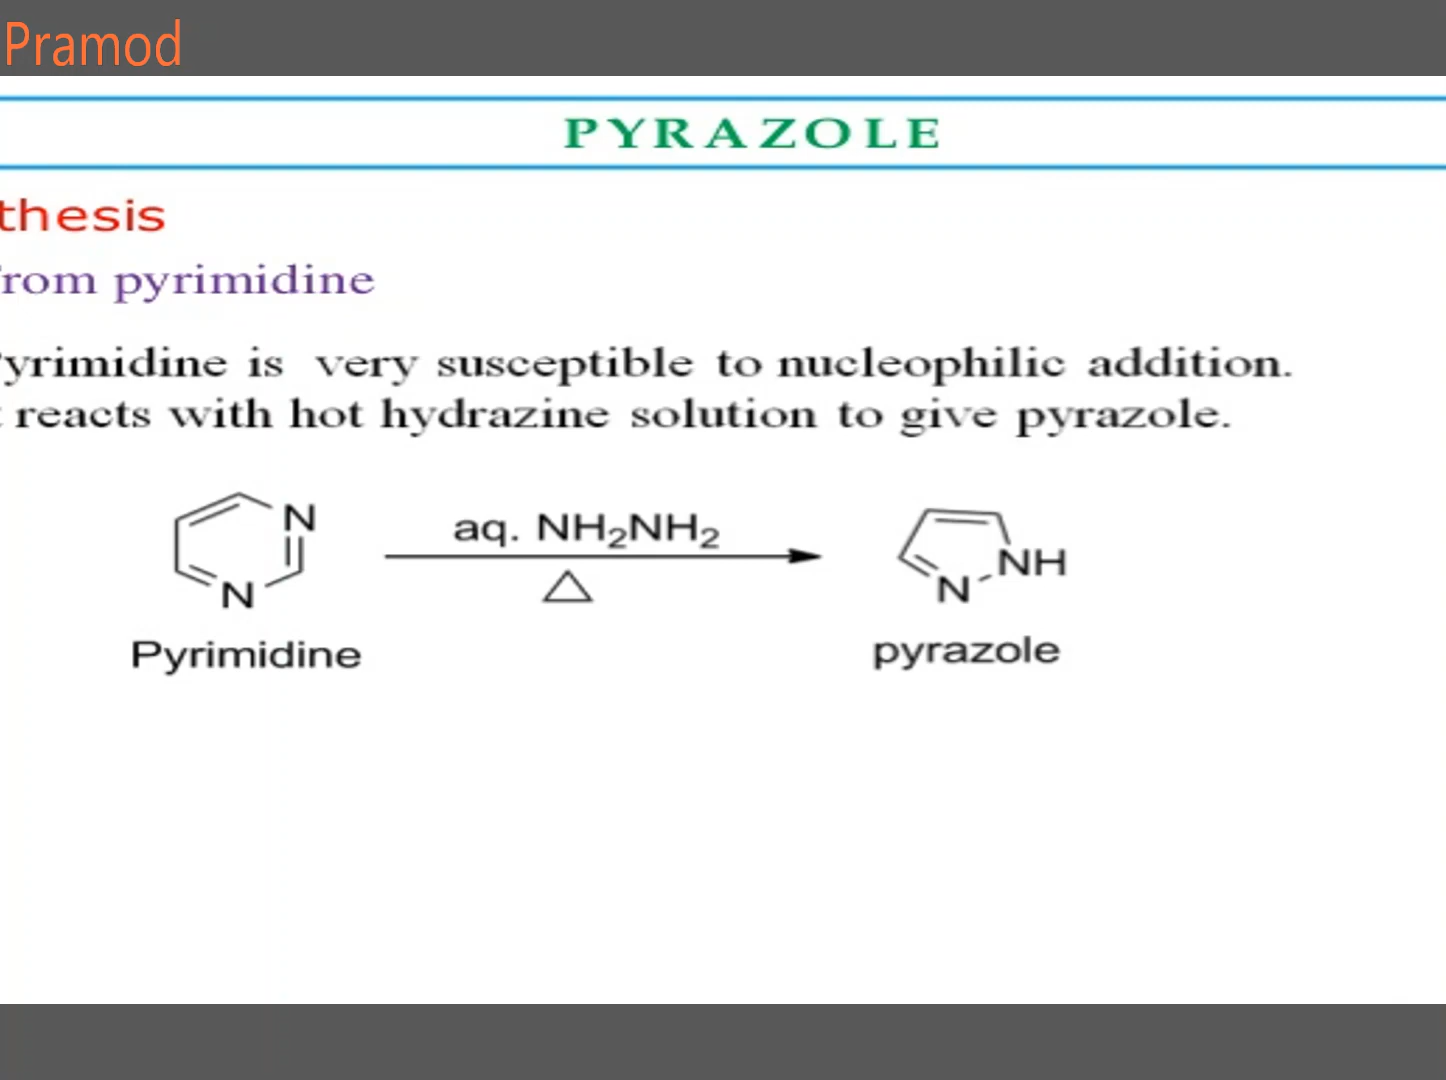 Pramod
PYRAZOLE
thesis
rom pyrimidine
yrimidine is very susceptible to nucleophilic addition.
reacts with hot hydrazine solution to give pyrazole.
N
N
Pyrimidine
aq. NH₂NH₂
△
NH
N
pyrazole